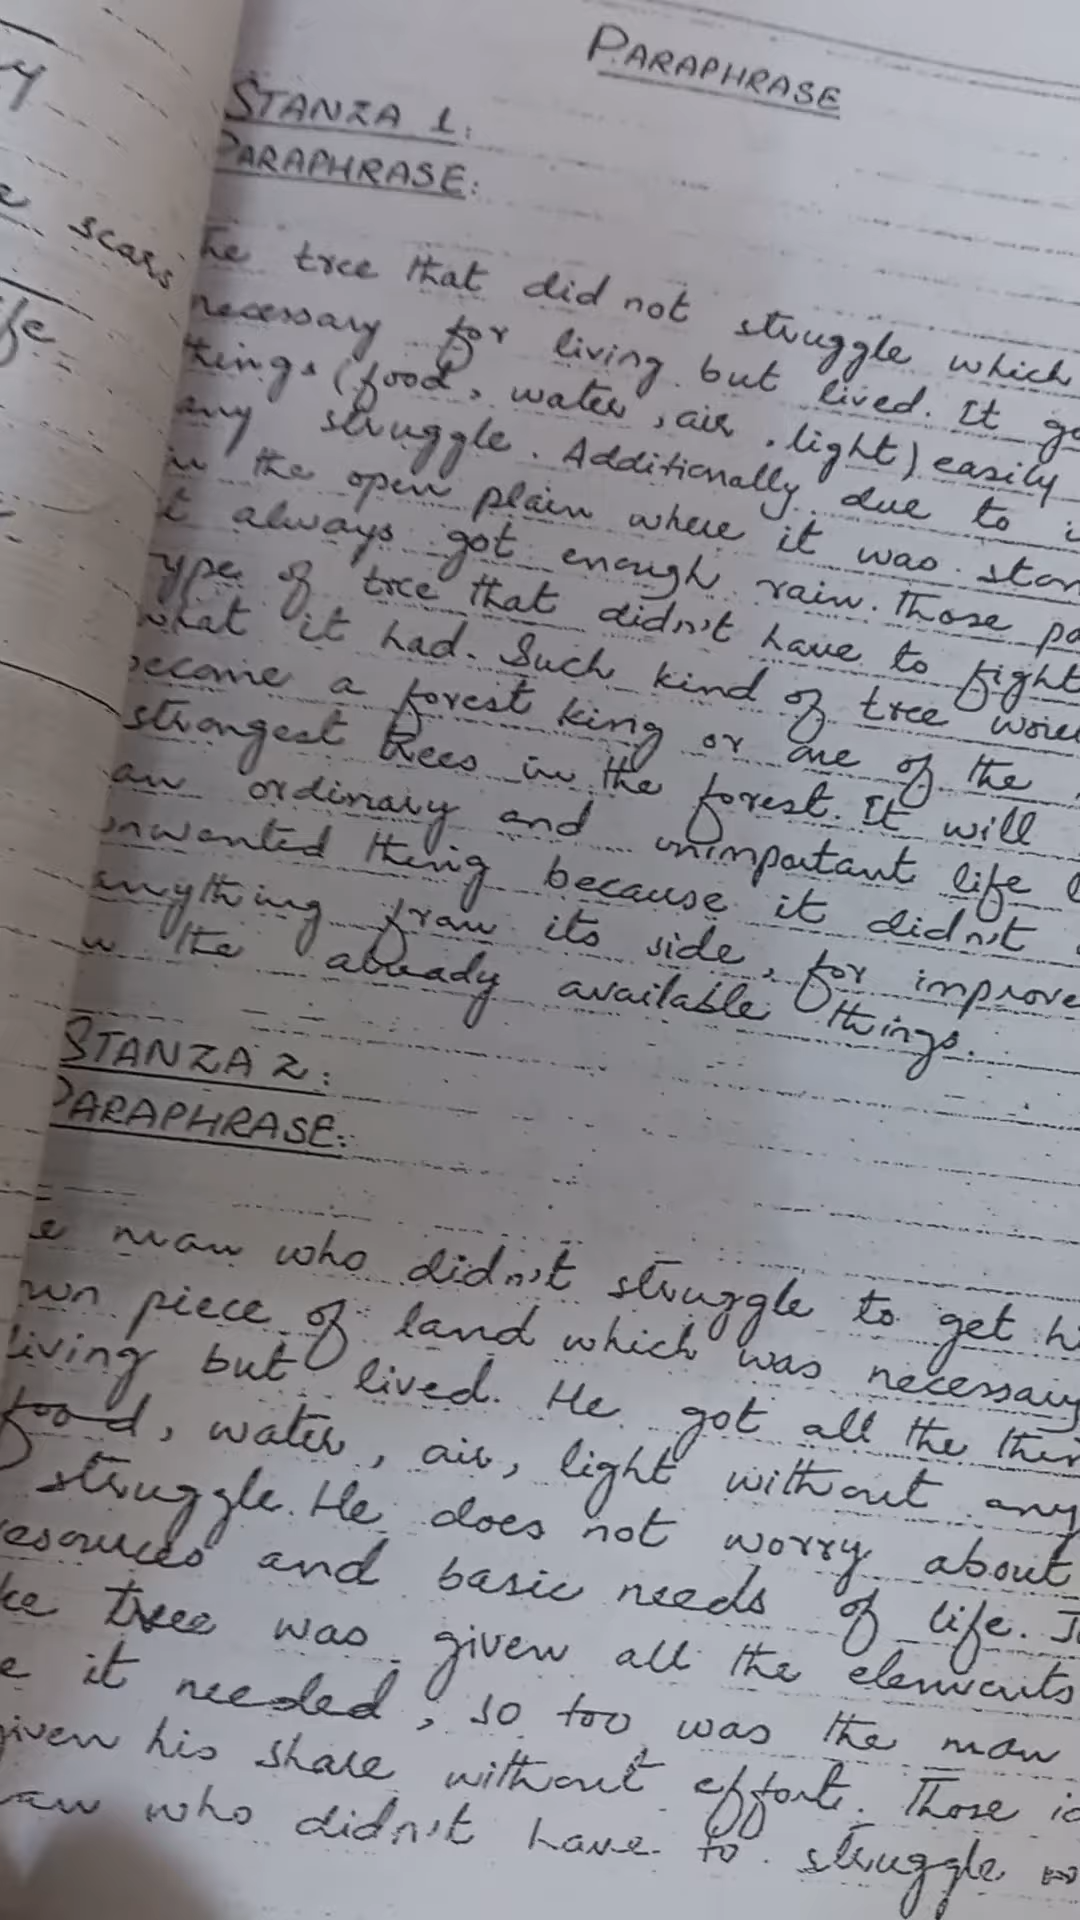 PARAPHRASE
STANZA 1:
PARAPHRASE:
scars
The tree that did not struggle which
necessary for living but lived. It
things (food, water, air, light) easily
any struggle. Additionally due to
in the open plain where it was
it always got enough rain. Those
type of tree that didn't have to fight
what it had. Such kind of tree
become a forest king or one of the
strongest trees in the forest. It will
an ordinary and unimportant life
unwanted thing because it didn't
anything from its side, for
in the already available things.
STANZA 2:
PARAPHRASE:
man who didn't struggle to get
piece of land which was necessary
living but lived. He got all the
food, water, air, light without any
struggle. He does not worry about
resources and basic needs of life.
tree was given all the elements
it needed, so too was the man
given his share without effort. Those
who didn't have to struggle